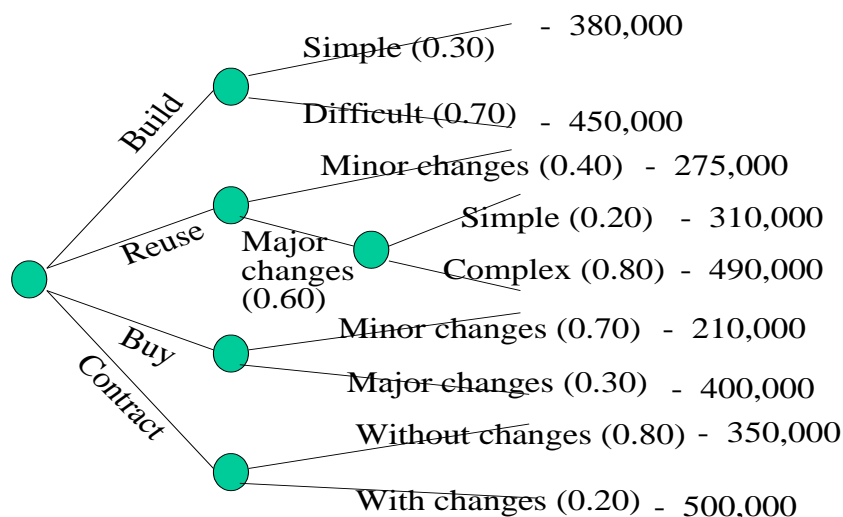 Simple (0.30) - 380,000
Build
Difficult (0.70) - 450,000
Minor changes (0.40) - 275,000
Reuse
Major
changes
(0.60)
Simple (0.20) - 310,000
Complex (0.80) - 490,000
Buy
Minor changes (0.70) - 210,000
Major changes (0.30) - 400,000
Contract
Without changes (0.80) - 350,000
With changes (0.20) - 500,000